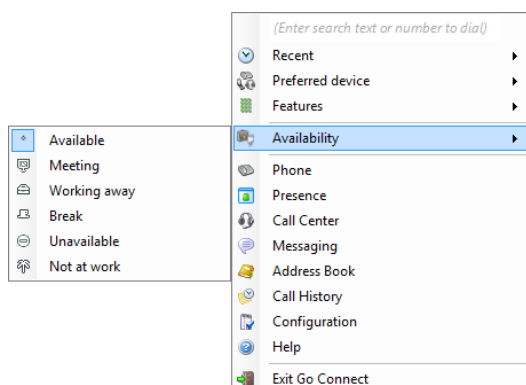 (Enter search text or number to dial)
Recent
Preferred device
Features
Availability
Available
Meeting
Working away
Break
Unavailable
Not at work
Phone
Presence
Call Center
Messaging
Address Book
Call History
Configuration
Help
Exit Go Connect